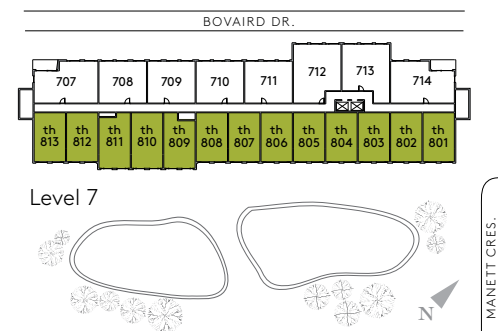 BOVAIRD DR.
707
708
709
710
711
712
713
714
th
813
th
812
th
811
th
810
th
809
th
808
th
807
th
806
th
805
th
804
th
803
th
802
th
801
Level 7
MANETT CRES.
N